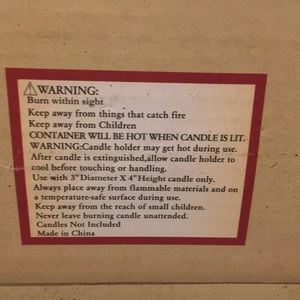 ⚠WARNING:
Burn within sight
Keep away from things that catch fire
Keep away from Children
CONTAINER WILL BE HOT WHEN CANDLE IS LIT.
WARNING:Candle holder may get hot during use.
After candle is extinguished,allow candle holder to
cool before touching or handling.
Use with 3"Diameter X 4"Height candle only.
Always place away from flammable materials and on
a temperature-safe surface during use.
Keep away from the reach of small children.
Never leave burning candle unattended.
Candles Not Included
Made in China